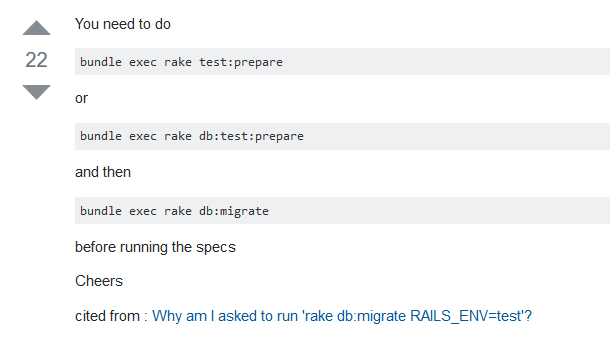 You need to do
22
bundle exec rake test:prepare
or
bundle exec rake db:test:prepare
and then
bundle exec rake db:migrate
before running the specs
Cheers
cited from : Why am I asked to run 'rake db:migrate RAILS_ENV=test'?